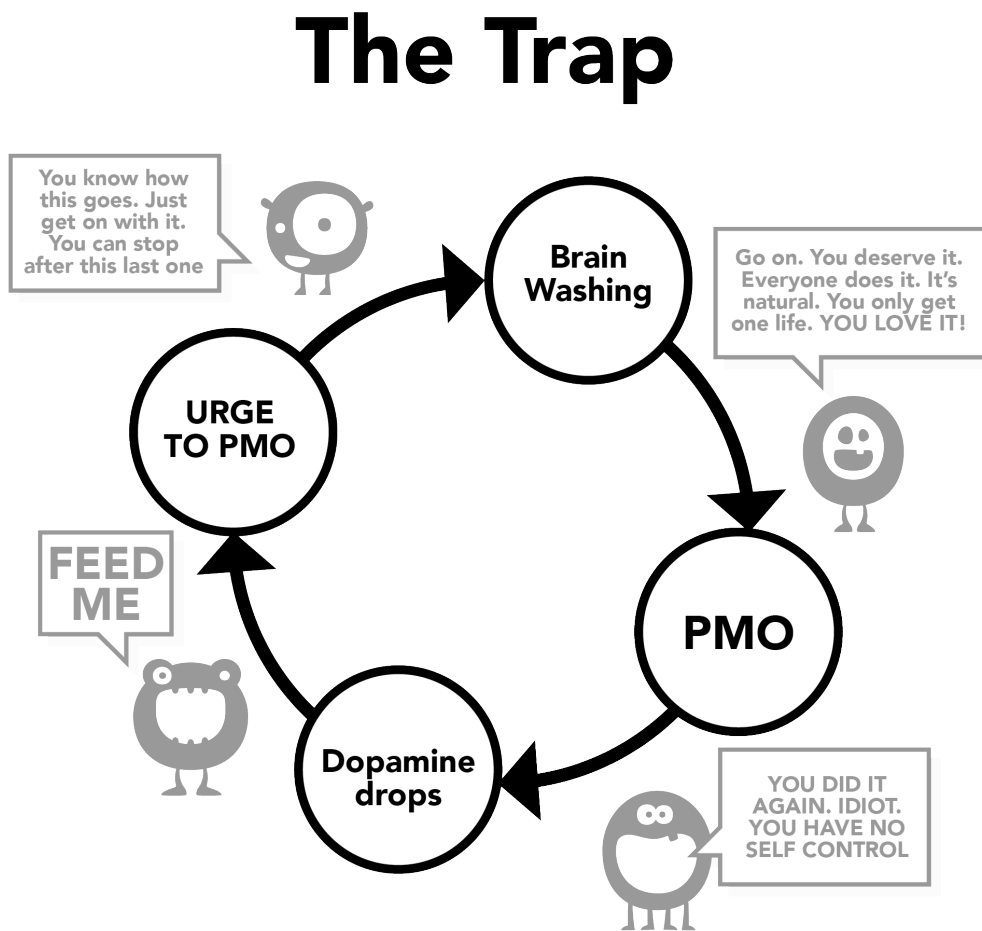 The Trap
You know how
this goes. Just
get on with it.
You can stop
after this last one
Brain
Washing
Go on. You deserve it.
Everyone does it. It's
natural. You only get
one life. YOU LOVE IT!
URGE
TO PMO
FEED
ME
PMO
Dopamine
drops
YOU DID IT
AGAIN. IDIOT.
YOU HAVE NO
SELF CONTROL